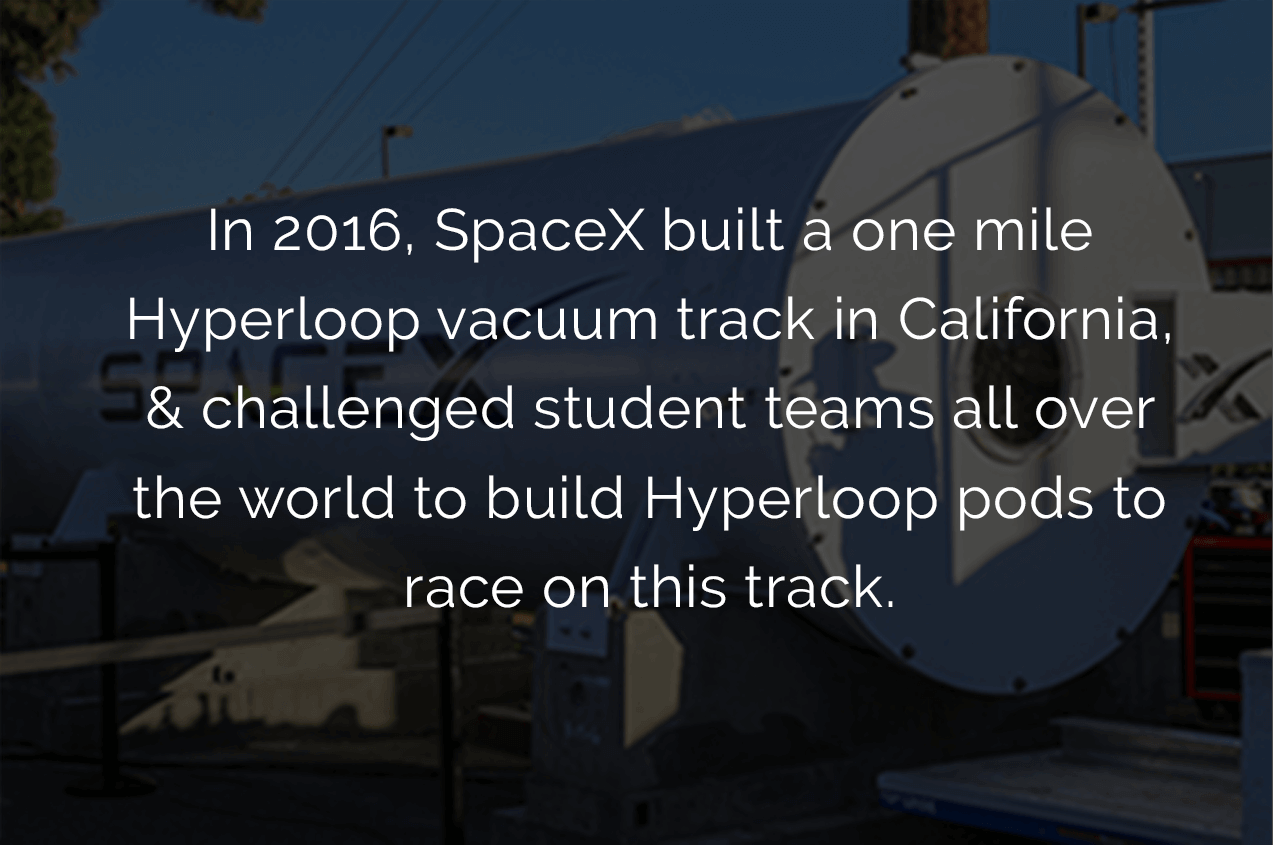 In 2016, SpaceX built a one mile
Hyperloop vacuum track in California,
& challenged student teams all over
the world to build Hyperloop pods to
race on this track.
SPACEX